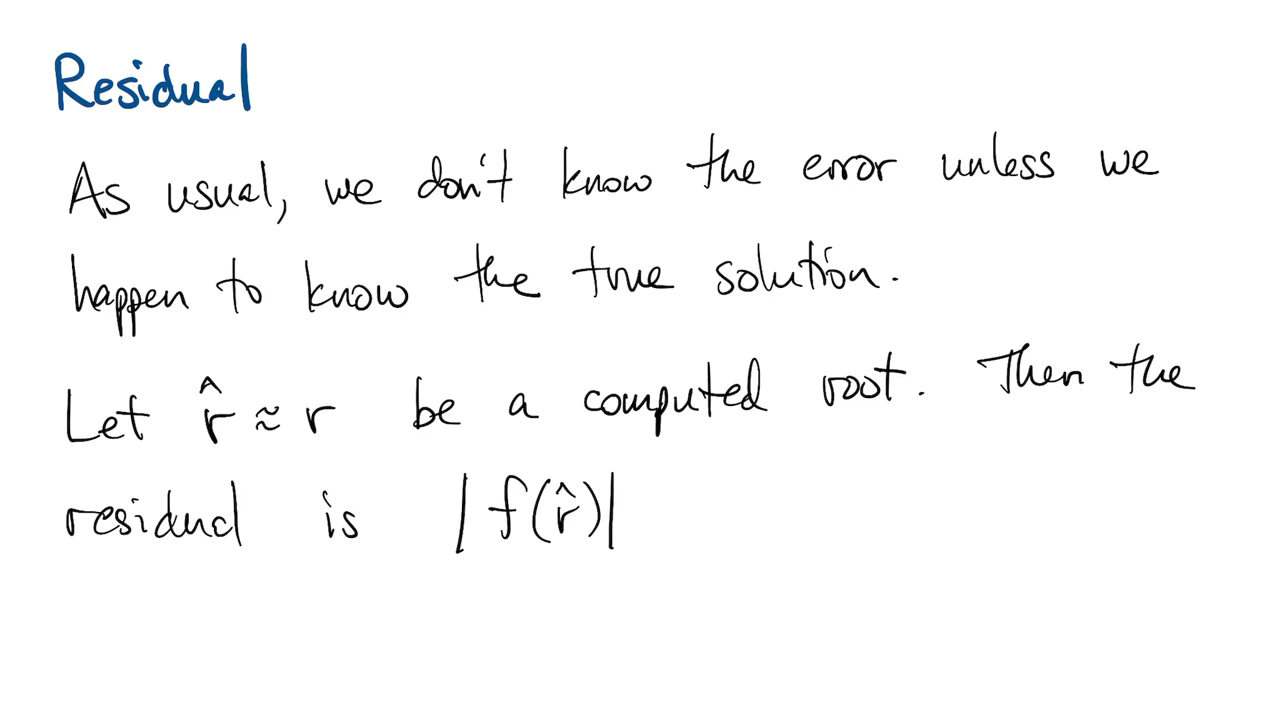 Residual
As usual, we don't know the error unless we
happen to know the true solution.
Let r̂ ≈ r be a computed root. Then the
residual is |f(r̂)|